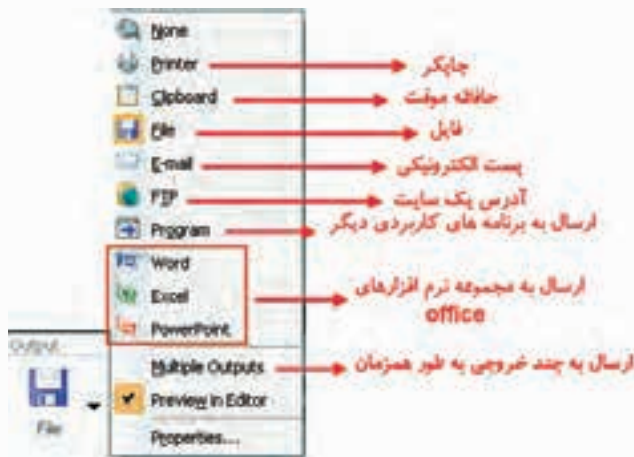 None
Printer
چاپگر
Clipboard
حافظه موقت
File
فایل
E-mail
پست الکترونیکی
FTP
آدرس یک سایت
Program
ارسال به برنامه های کاربردی دیگر
Word
Excel
PowerPoint
ارسال به مجموعه نرم افزارهای
office
Multiple Outputs
ارسال به چند خروجی به طور همزمان
Preview in Editor
Properties...
Output
File